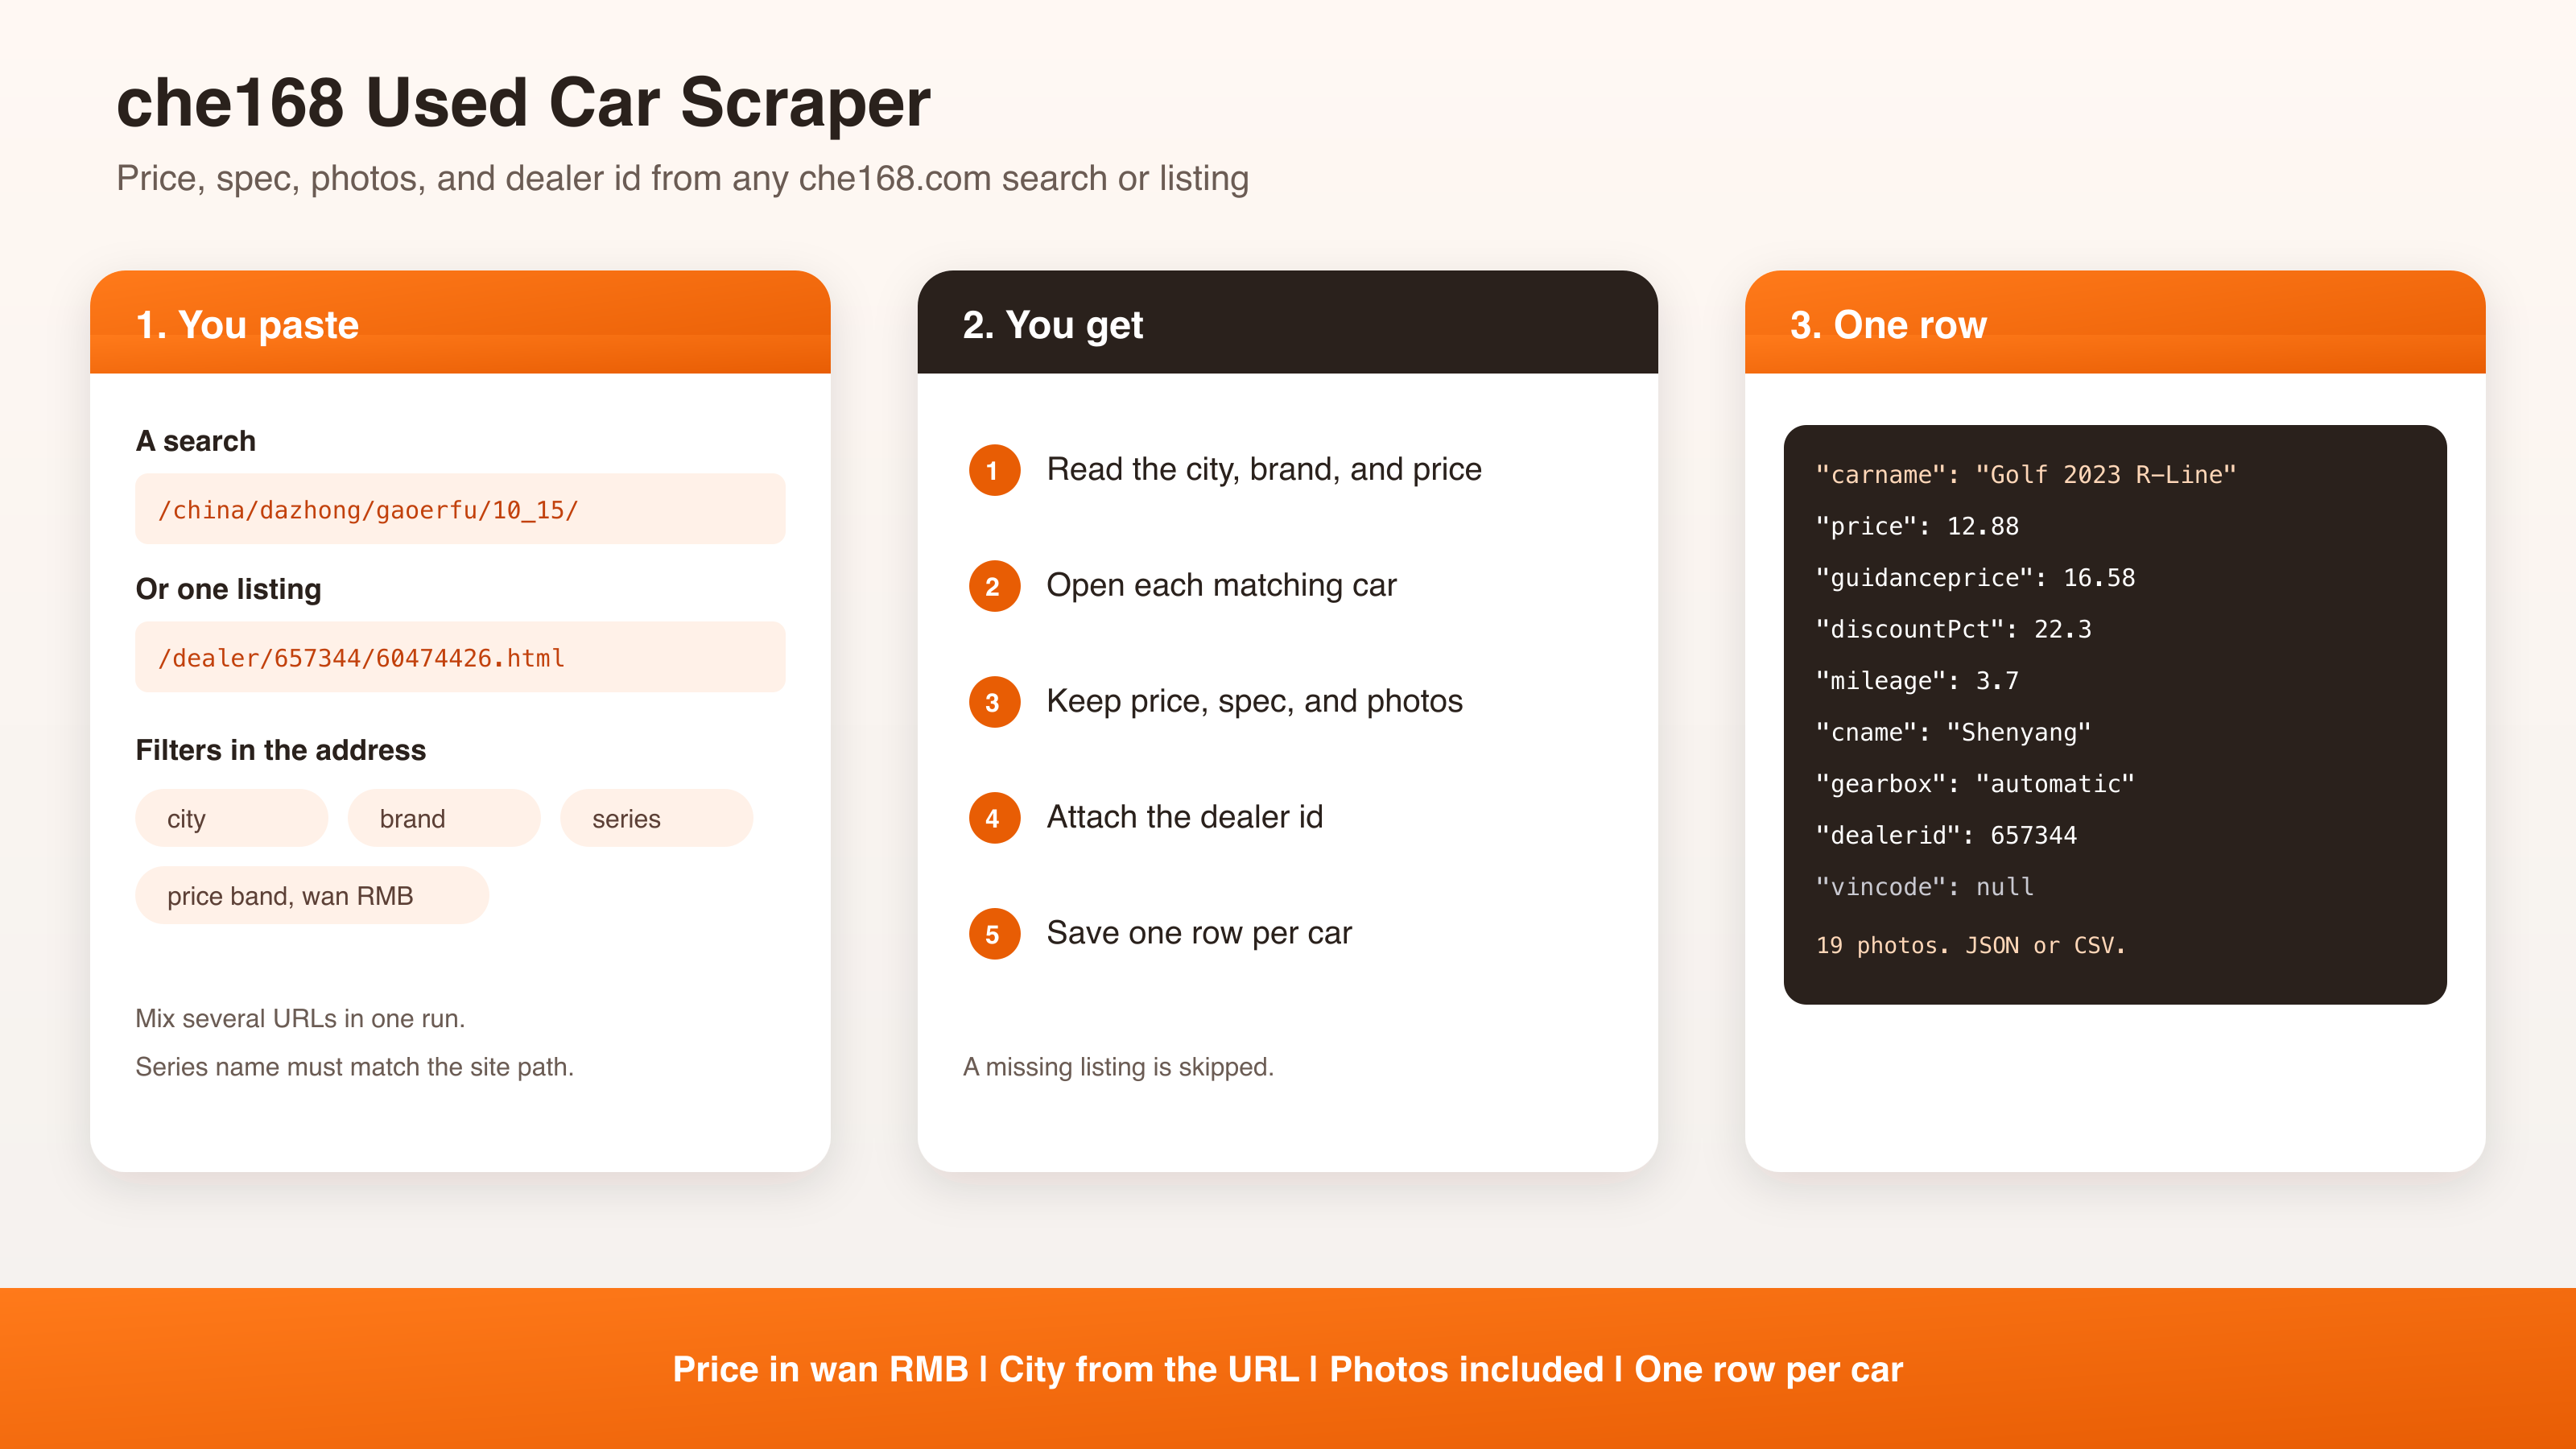 che168 Used Car Scraper
Price, spec, photos, and dealer id from any che168.com search or listing
1. You paste
A search
/china/dazhong/gaoerfu/10_15/
Or one listing
/dealer/657344/60474426.html
Filters in the address
city
brand
series
price band, wan RMB
Mix several URLs in one run.
Series name must match the site path.
2. You get
1 Read the city, brand, and price
2 Open each matching car
3 Keep price, spec, and photos
4 Attach the dealer id
5 Save one row per car
A missing listing is skipped.
3. One row
"carname": "Golf 2023 R-Line"
"price": 12.88
"guidanceprice": 16.58
"discountPct": 22.3
"mileage": 3.7
"cname": "Shenyang"
"gearbox": "automatic"
"dealerid": 657344
"vincode": null
19 photos. JSON or CSV.
Price in wan RMB | City from the URL | Photos included | One row per car